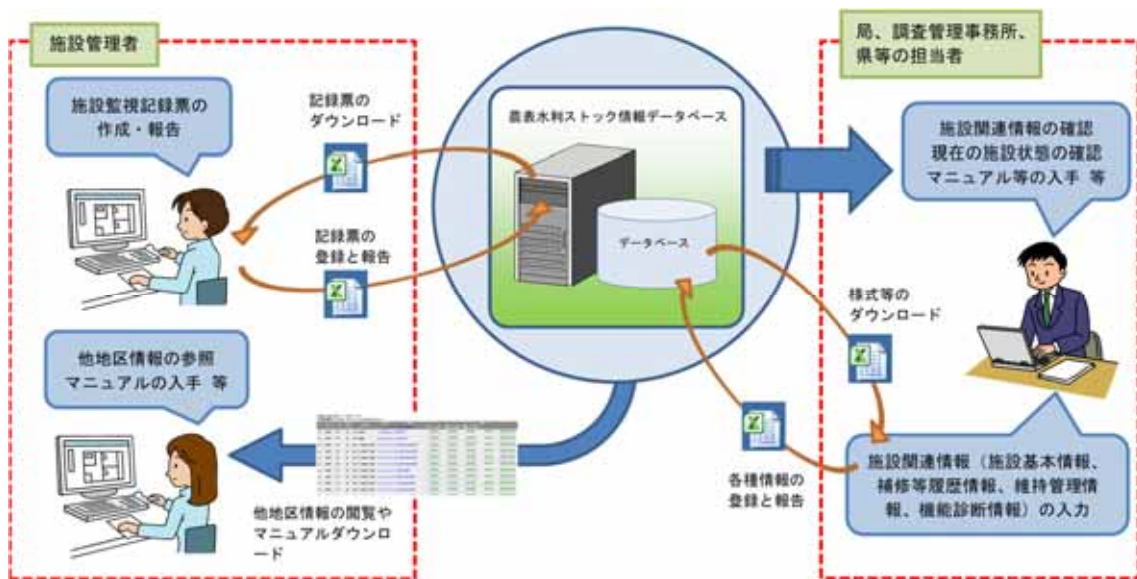 施設管理者
施設監視記録票の
作成・報告
記録票の
ダウンロード
記録票の
登録と報告
他地区情報の参照
マニュアルの入手 等
他地区情報の閲覧や
マニュアルダウンロ
ード
農表水利ストック情報データベース
データベース
局、調査管理事務所、
県等の担当者
施設関連情報の確認
現在の施設状態の確認
マニュアル等の入手 等
様式等の
ダウンロード
各種情報の
登録と報告
施設関連情報（施設基本情報、
補修等履歴情報、維持管理情
報、機能診断情報）の入力